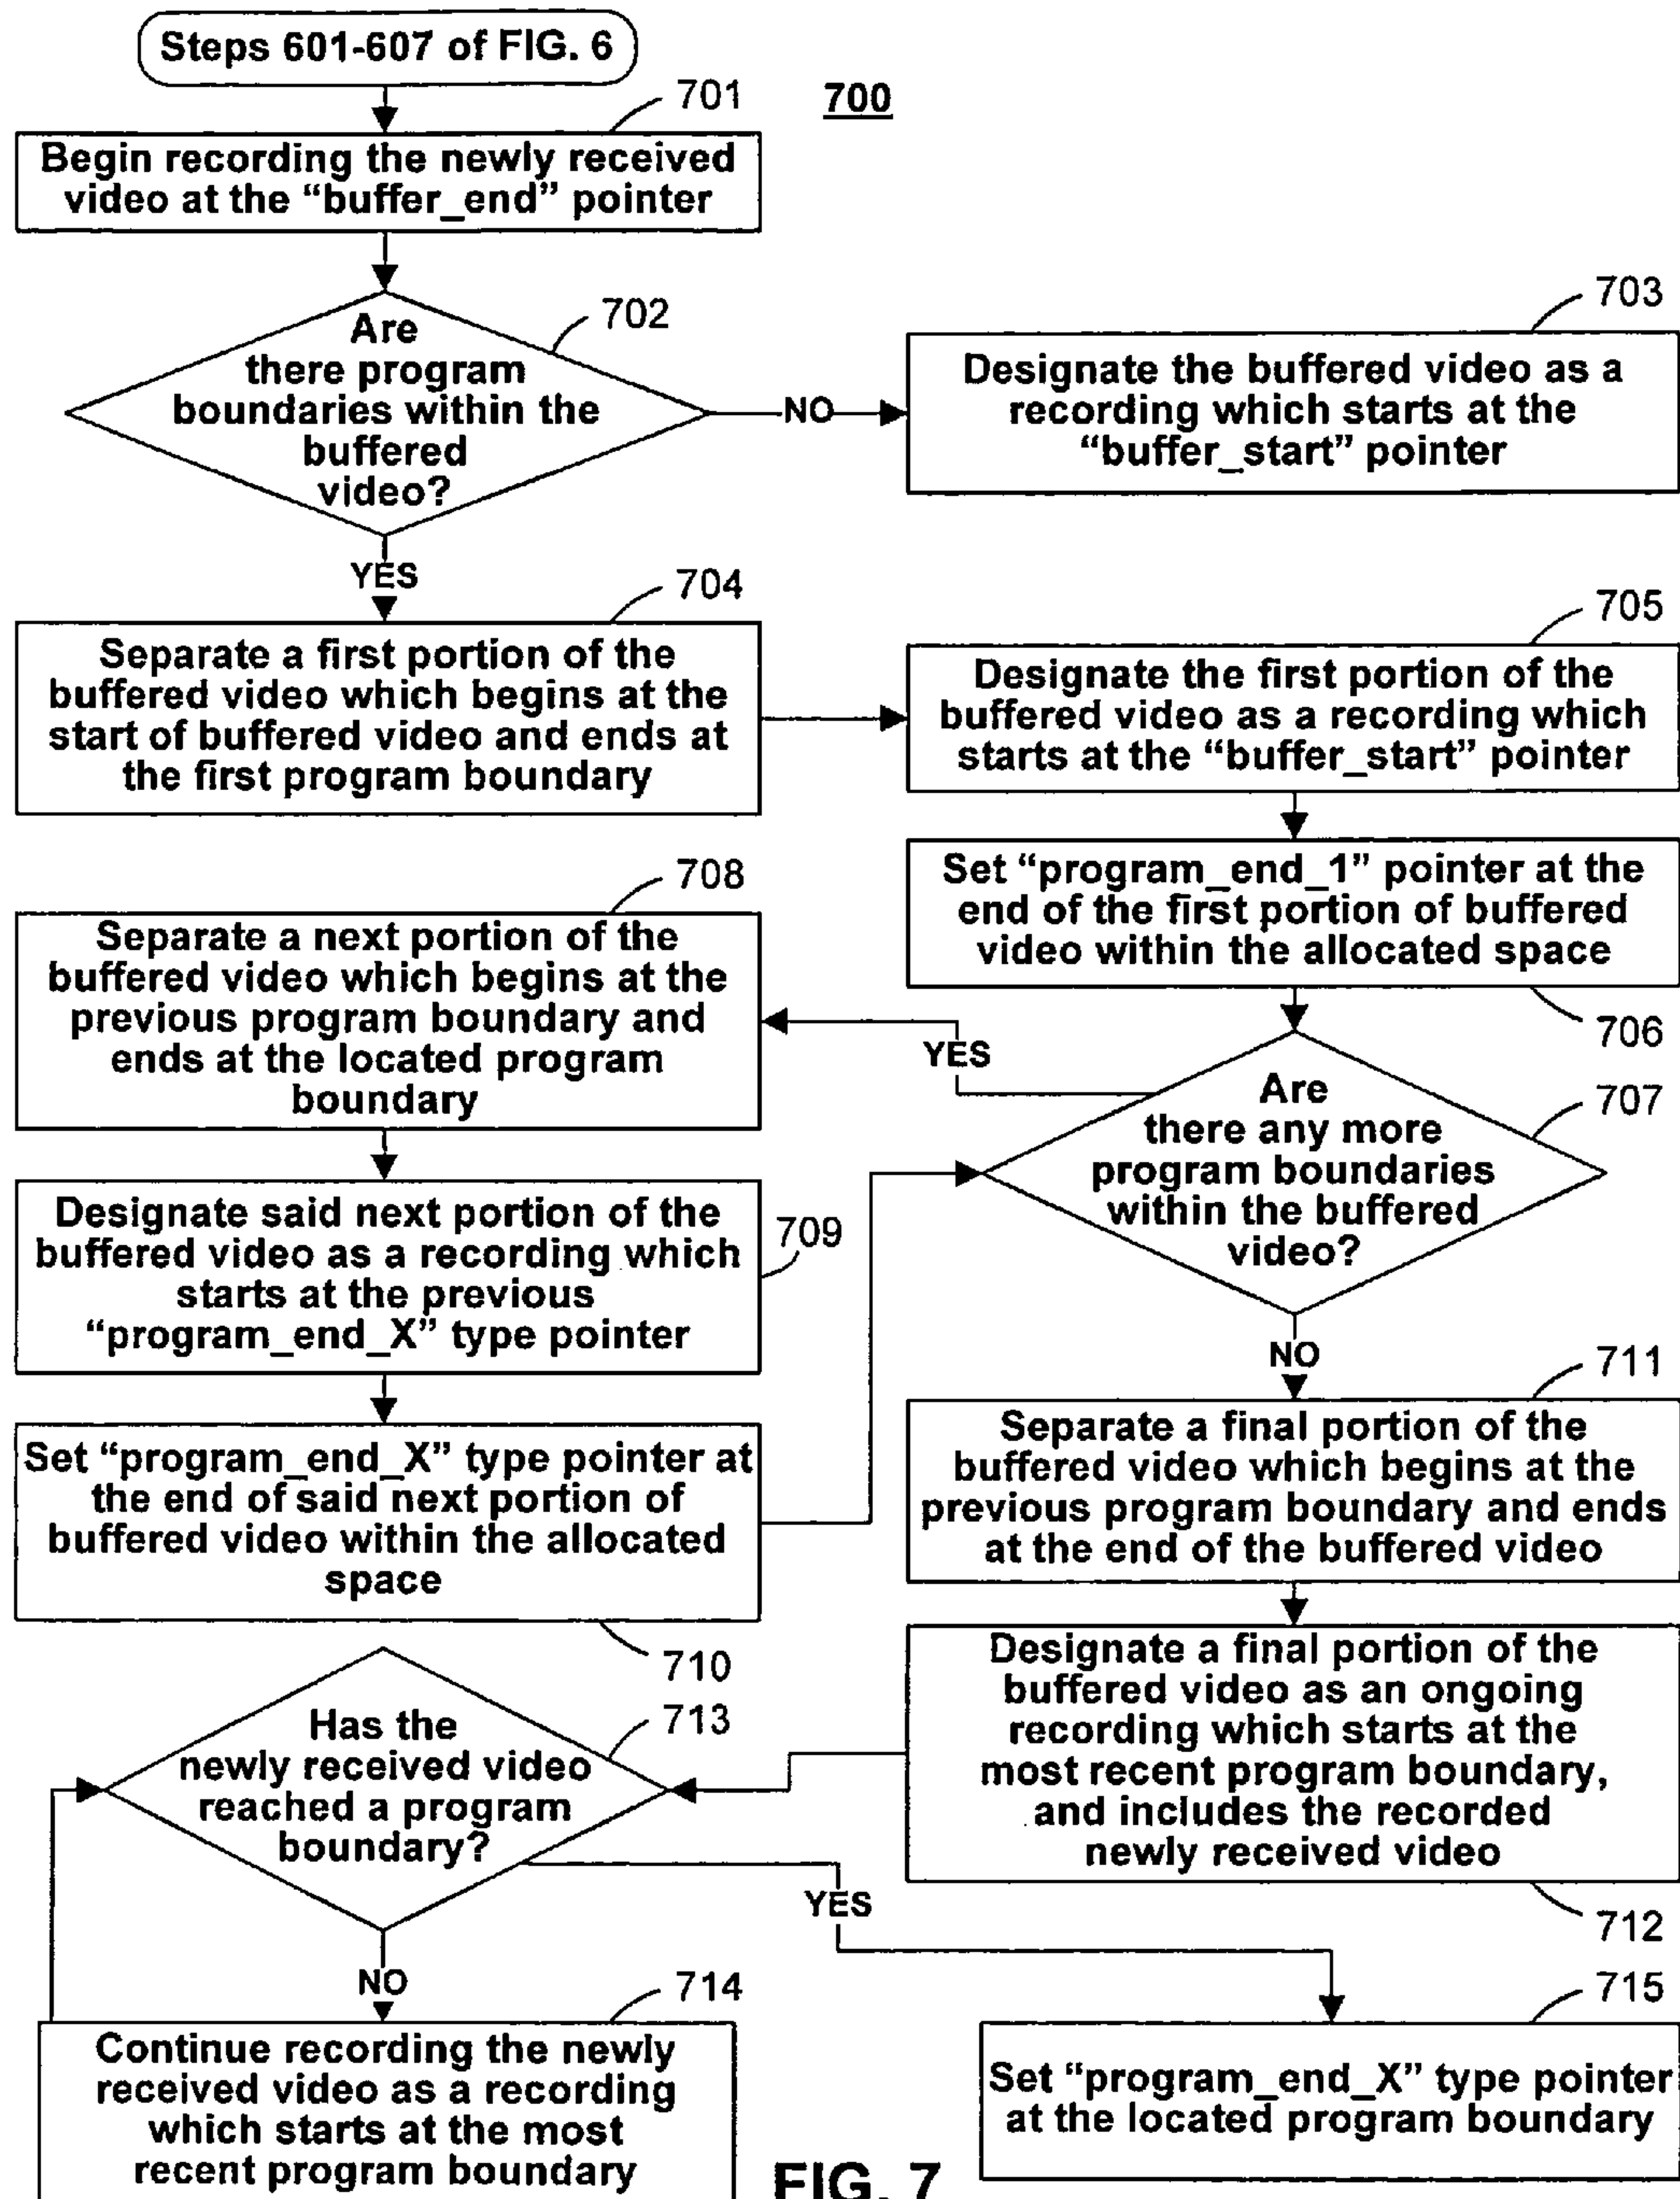 Steps 601-607 of FIG. 6
700
701
Begin recording the newly received
video at the “buffer_end” pointer
702
Are
there program
boundaries within the
buffered
video?
NO
703
Designate the buffered video as a
recording which starts at the
“buffer_start” pointer
YES
704
Separate a first portion of the
buffered video which begins at the
start of buffered video and ends at
the first program boundary
705
Designate the first portion of the
buffered video as a recording which
starts at the “buffer_start” pointer
Set “program_end_1” pointer at the
end of the first portion of buffered
video within the allocated space
706
707
Are
there any more
program boundaries
within the buffered
video?
YES
708
Separate a next portion of the
buffered video which begins at the
previous program boundary and
ends at the located program
boundary
709
Designate said next portion of the
buffered video as a recording which
starts at the previous
“program_end_X” type pointer
Set “program_end_X” type pointer at
the end of said next portion of
buffered video within the allocated
space
710
NO
711
Separate a final portion of the
buffered video which begins at the
previous program boundary and ends
at the end of the buffered video
Designate a final portion of the
buffered video as an ongoing
recording which starts at the
most recent program boundary,
and includes the recorded
newly received video
712
713
Has the
newly received video
reached a program
boundary?
YES
NO
714
Continue recording the newly
received video as a recording
which starts at the most
recent program boundary
715
Set “program_end_X” type pointer
at the located program boundary
FIG. 7